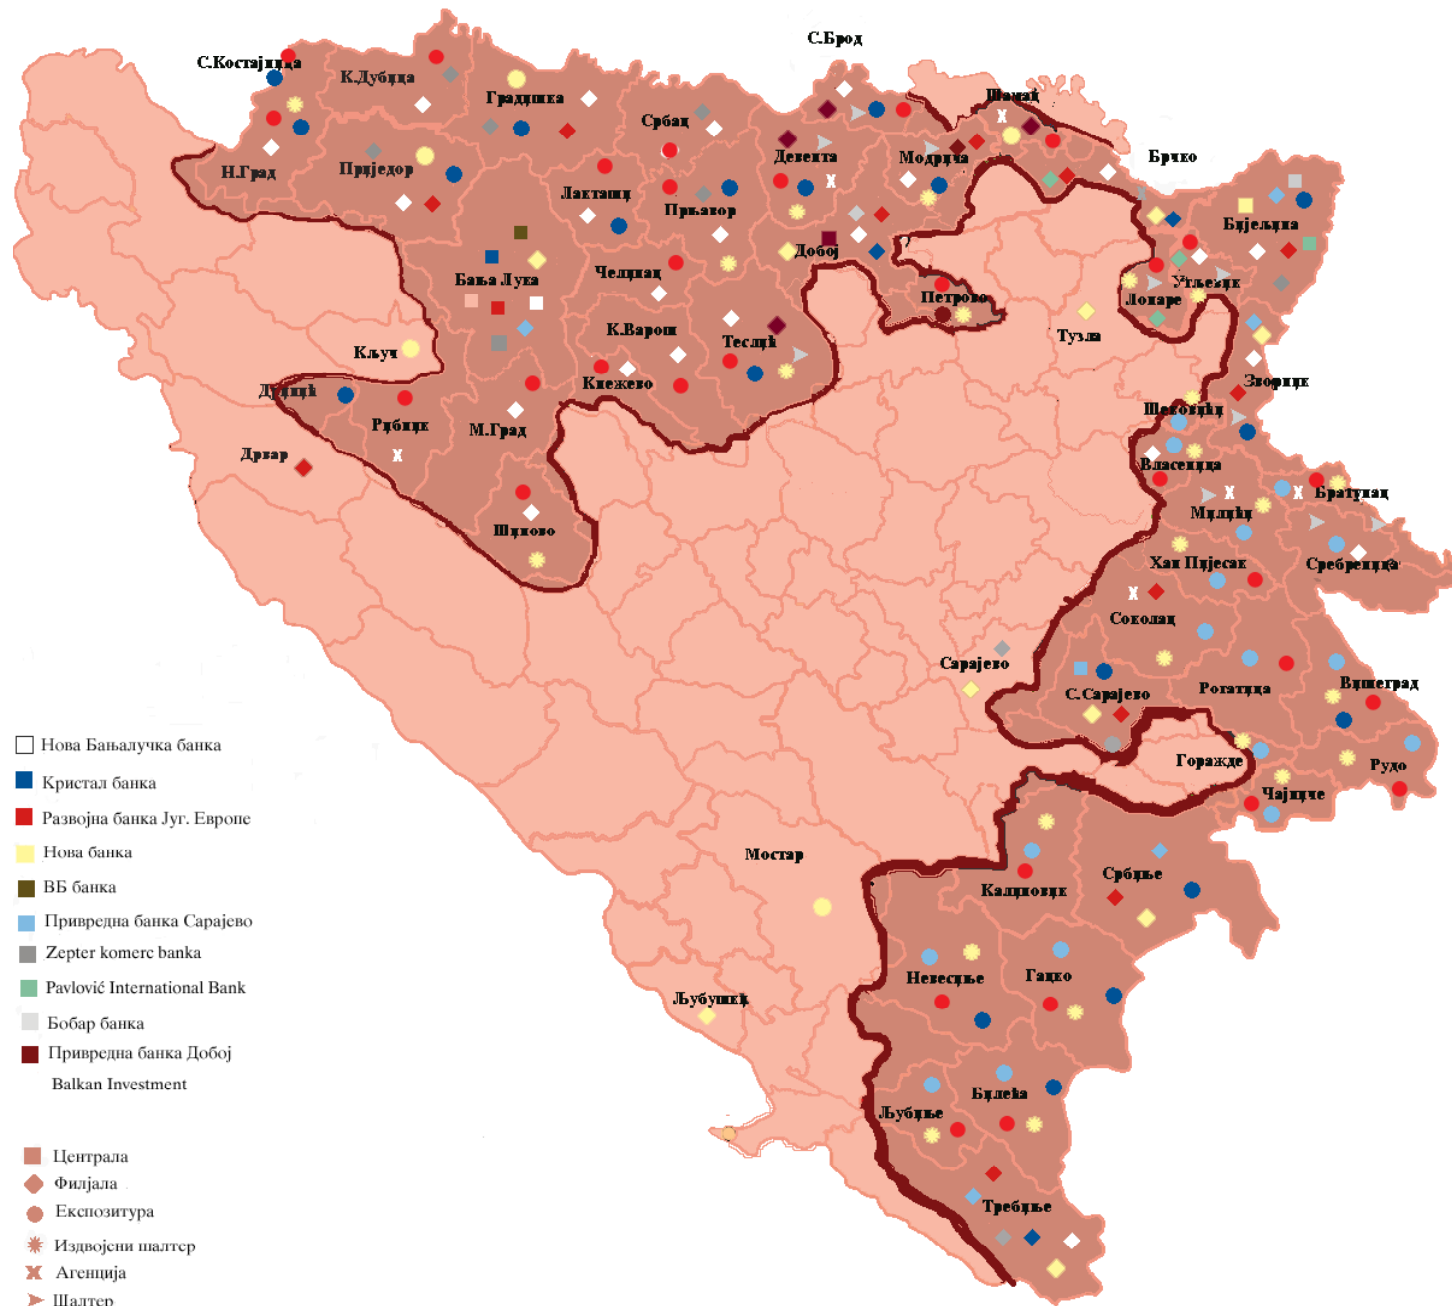 С.Брод
С.Костајница
К.Дубица
Градишка
Шамац
Србац
Брчко
Дервента
Модрича
Н.Град
Приједор
Лакташи
Прњавор
Бијељина
Добој
Бања Лука
Челинац
Угљевик
Петрово
Лопаре
К.Варош
Теслић
Тузла
Кључ
Кнежево
Зворник
Рибник
М.Град
Шековићи
Дрвар
Власеница
Братунац
Милићи
Шипово
Хан Пијесак
Сребреница
Соколац
Сарајево
Рогатица
Вишеград
С.Сарајево
Горажде
Рудо
Чајниче
Мостар
Србиње
Калиновик
Невесиње
Гацко
Љубушки
Љубиње
Билећа
Требиње
Нова Бањалучка банка
Кристал банка
Развојна банка Југ. Европе
Нова банка
ВБ банка
Привредна банка Сарајево
Zepter komerc banka
Pavlović International Bank
Бобар банка
Привредна банка Добој
Balkan Investment
Централа
Филјала
Експозитура
Издвојени шалтер
Агенција
Шалтер